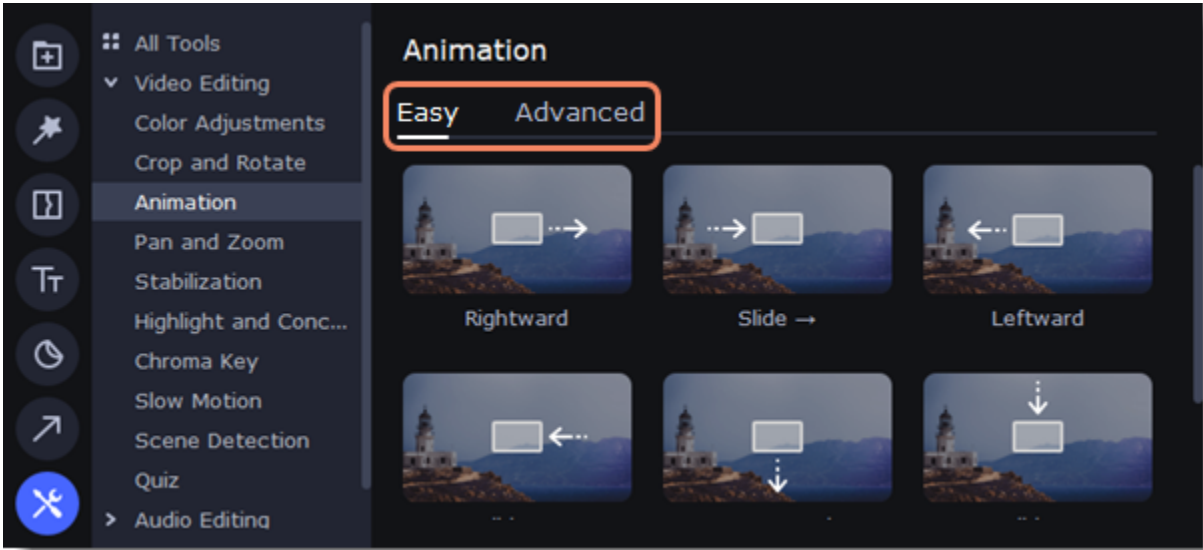 All Tools
Video Editing
Color Adjustments
Crop and Rotate
Animation
Pan and Zoom
Stabilization
Highlight and Conc...
Chroma Key
Slow Motion
Scene Detection
Quiz
Audio Editing
Animation
Easy Advanced
Rightward Slide → Leftward